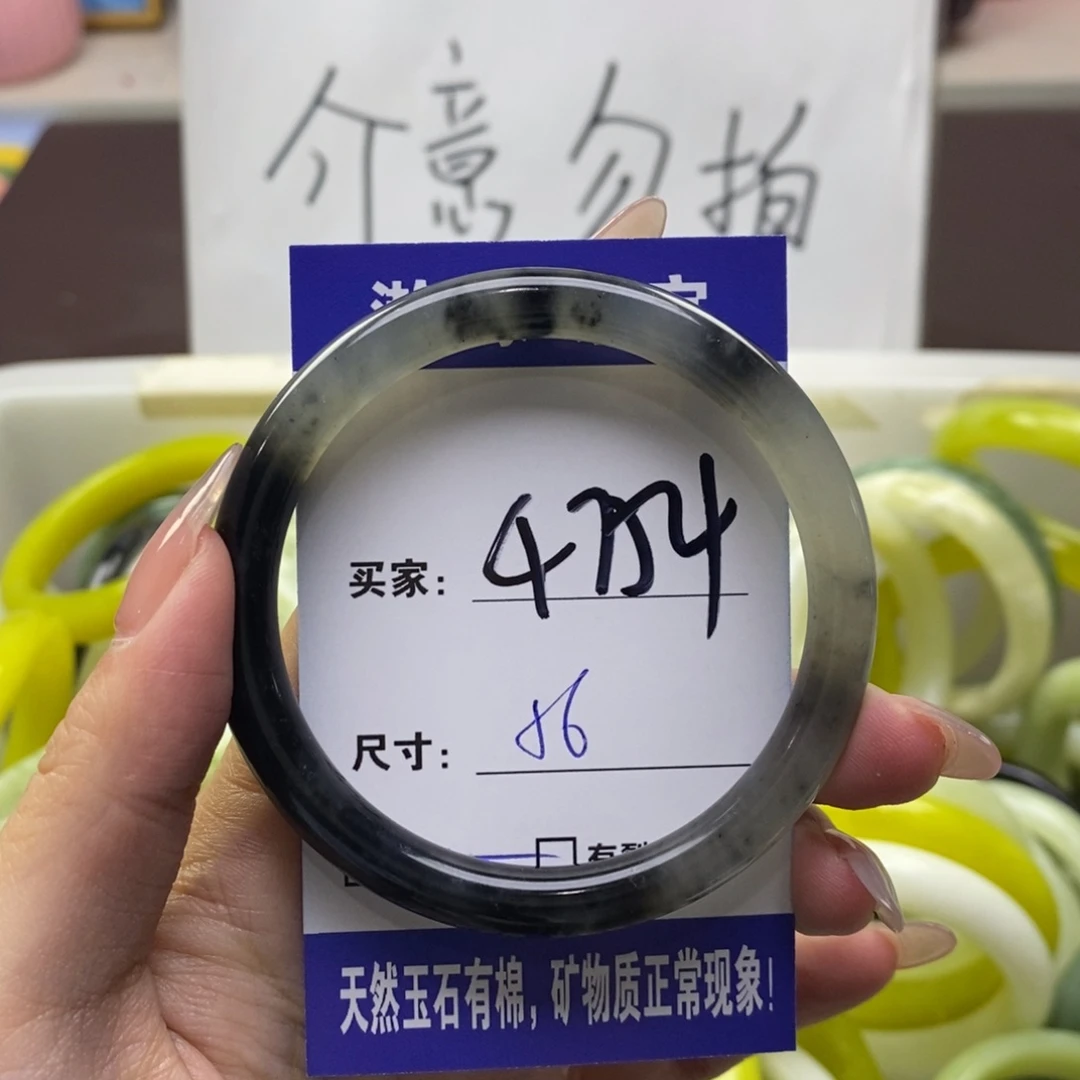 介意勿拍
买家：
尺寸： 56
天然玉石有棉，矿物质正常现象！